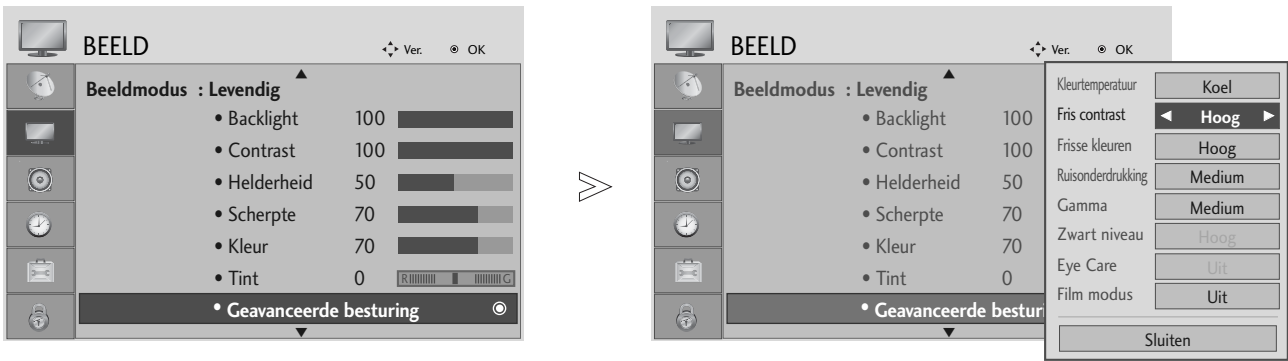 BEELD
Ver. OK
Beeldmodus : Levendig
• Backlight 100
• Contrast 100
• Helderheid 50
• Scherpte 70
• Kleur 70
• Tint 0 R G
• Geavanceerde besturing
BEELD
Ver. OK
Beeldmodus : Levendig
• Backlight 100
• Contrast 100
• Helderheid 50
• Scherpte 70
• Kleur 70
• Tint 0
• Geavanceerde bestur
Kleurtemperatuur Koel
Fris contrast Hoog
Frisse kleuren Hoog
Ruisonderdrukking Medium
Gamma Medium
Zwart niveau Hoog
Eye Care Uit
Film modus Uit
Sluiten